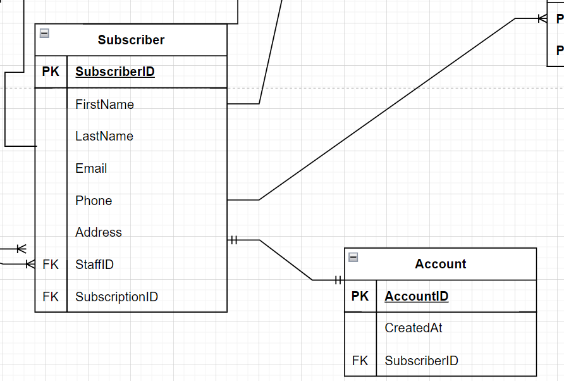 Subscriber
PK SubscriberID
FirstName
LastName
Email
Phone
Address
FK StaffID
FK SubscriptionID
P
P
Account
PK AccountID
CreatedAt
FK SubscriberID